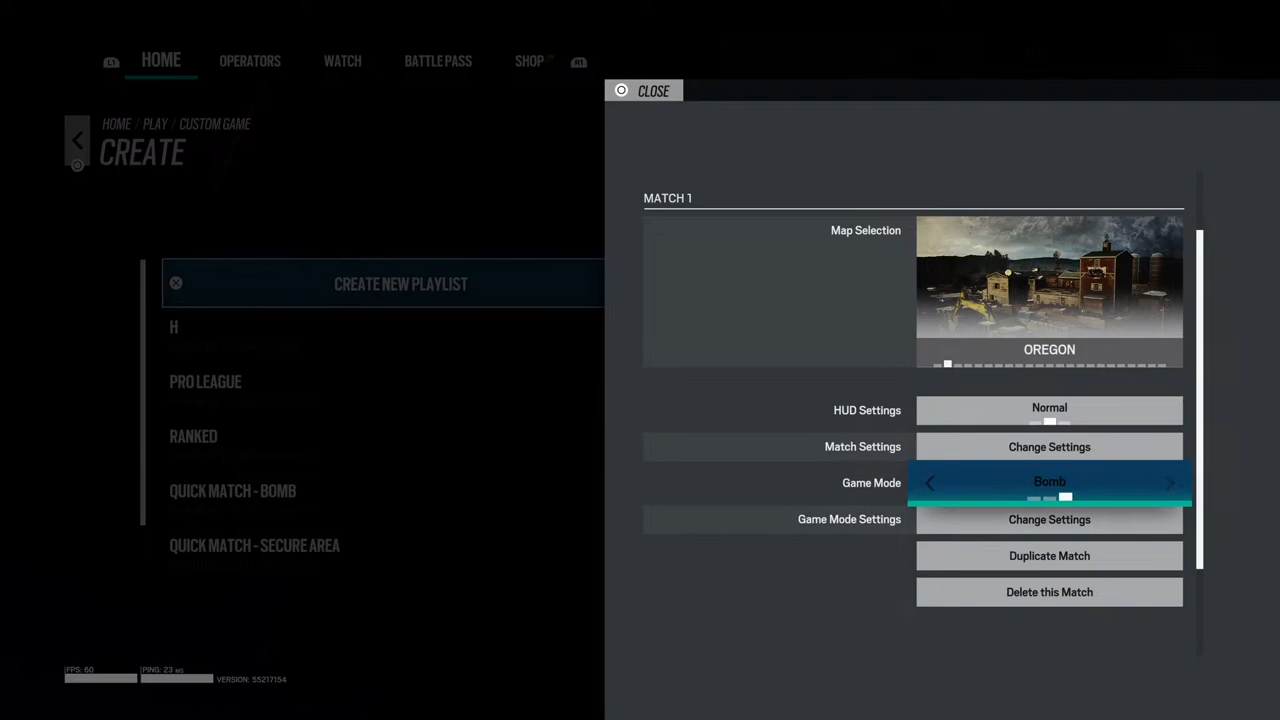 L1 HOME OPERATORS WATCH BATTLE PASS SHOP R1
CLOSE
HOME / PLAY / CUSTOM GAME
CREATE
MATCH 1
Map Selection
OREGON
CREATE NEW PLAYLIST
H
PRO LEAGUE
RANKED
QUICK MATCH - BOMB
QUICK MATCH - SECURE AREA
HUD Settings Normal
Match Settings Change Settings
Game Mode Bomb
Game Mode Settings Change Settings
Duplicate Match
Delete this Match
FPS: 60 PING: 23 MS VERSION: 55217154